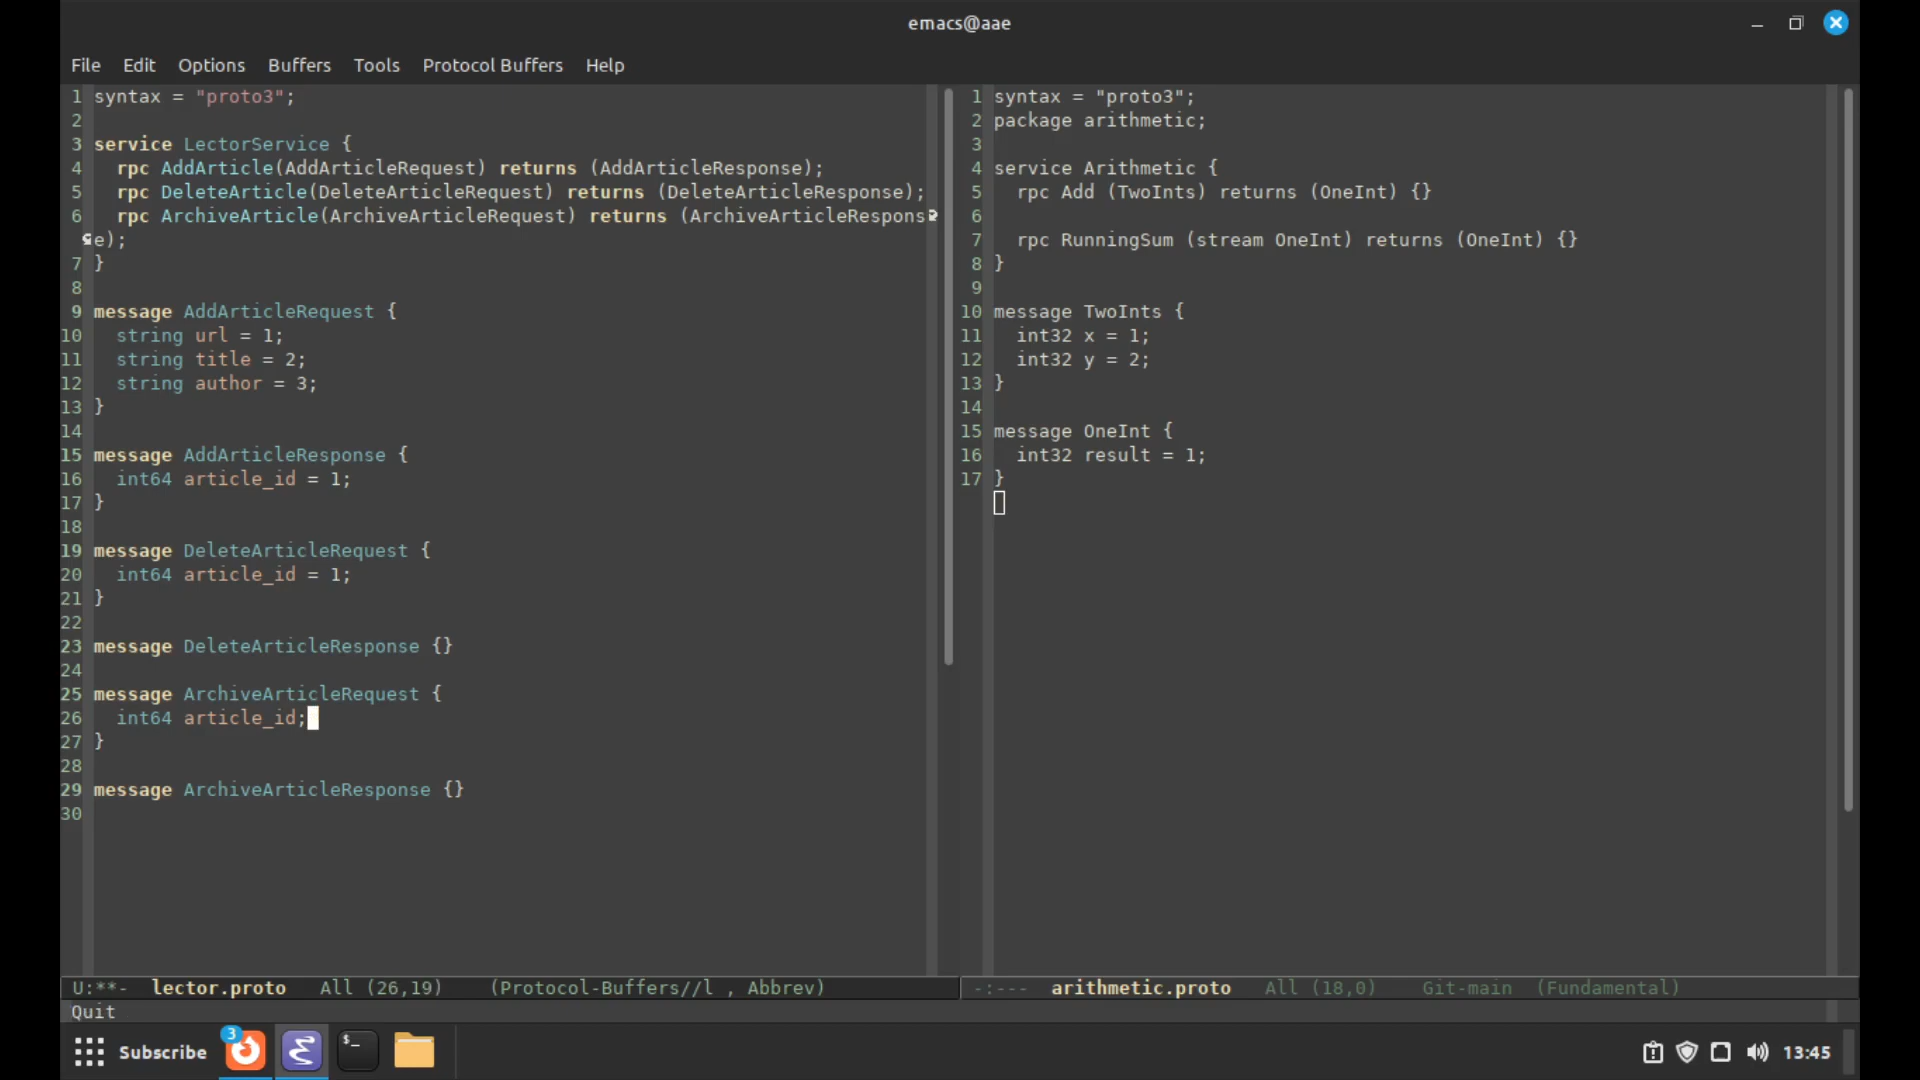 emacs@aae
File Edit Options Buffers Tools Protocol Buffers Help
1 syntax = "proto3";
2
3 service LectorService {
4   rpc AddArticle(AddArticleRequest) returns (AddArticleResponse);
5   rpc DeleteArticle(DeleteArticleRequest) returns (DeleteArticleResponse);
6   rpc ArchiveArticle(ArchiveArticleRequest) returns (ArchiveArticleRespons
e);
7 }
8
9 message AddArticleRequest {
10   string url = 1;
11   string title = 2;
12   string author = 3;
13 }
14
15 message AddArticleResponse {
16   int64 article_id = 1;
17 }
18
19 message DeleteArticleRequest {
20   int64 article_id = 1;
21 }
22
23 message DeleteArticleResponse {}
24
25 message ArchiveArticleRequest {
26   int64 article_id;
27 }
28
29 message ArchiveArticleResponse {}
30
U:**-  lector.proto   All (26,19)    (Protocol-Buffers//l , Abbrev)
1 syntax = "proto3";
2 package arithmetic;
3
4 service Arithmetic {
5   rpc Add (TwoInts) returns (OneInt) {}
6
7   rpc RunningSum (stream OneInt) returns (OneInt) {}
8 }
9
10 message TwoInts {
11   int32 x = 1;
12   int32 y = 2;
13 }
14
15 message OneInt {
16   int32 result = 1;
17 }
-:---  arithmetic.proto   All (18,0)    Git-main  (Fundamental)
Quit
Subscribe 3 $_ 13:45